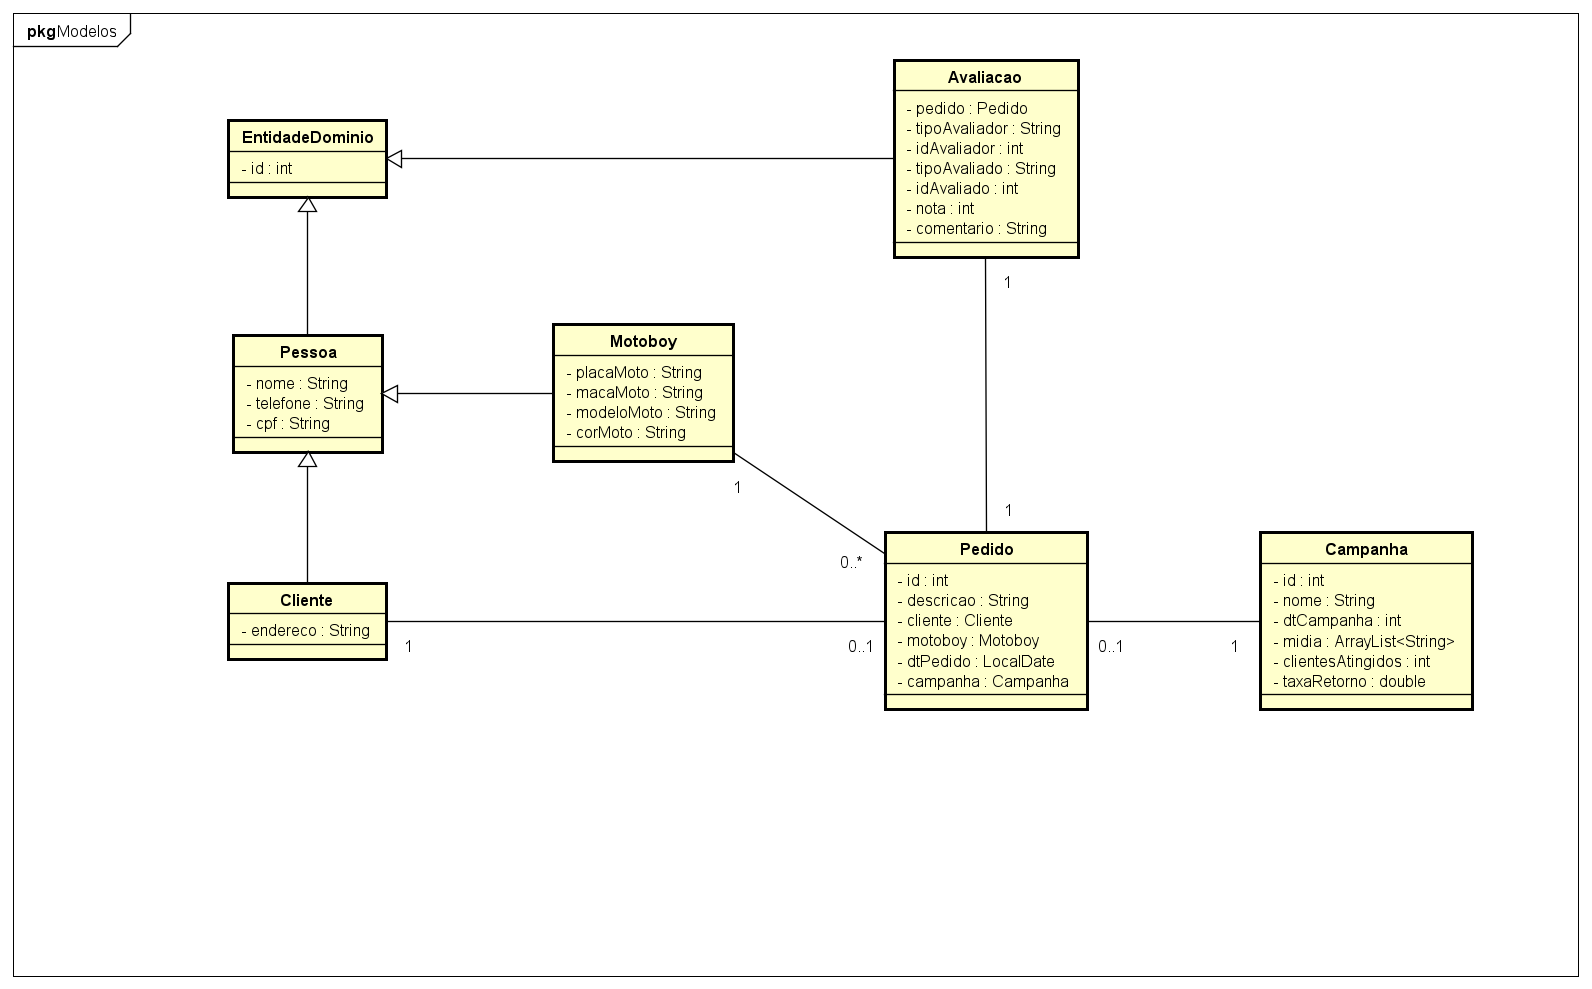 pkgModelos
Avaliacao
- pedido : Pedido
- tipoAvaliador : String
- idAvaliador : int
- tipoAvaliado : String
- idAvaliado : int
- nota : int
- comentario : String
EntidadeDominio
- id : int
1
Pessoa
- nome : String
- telefone : String
- cpf : String
Motoboy
- placaMoto : String
- macaMoto : String
- modeloMoto : String
- corMoto : String
1
1
0..*
Cliente
- endereco : String
1
0..1
Pedido
- id : int
- descricao : String
- cliente : Cliente
- motoboy : Motoboy
- dtPedido : LocalDate
- campanha : Campanha
0..1
1
Campanha
- id : int
- nome : String
- dtCampanha : int
- midia : ArrayList<String>
- clientesAtingidos : int
- taxaRetorno : double